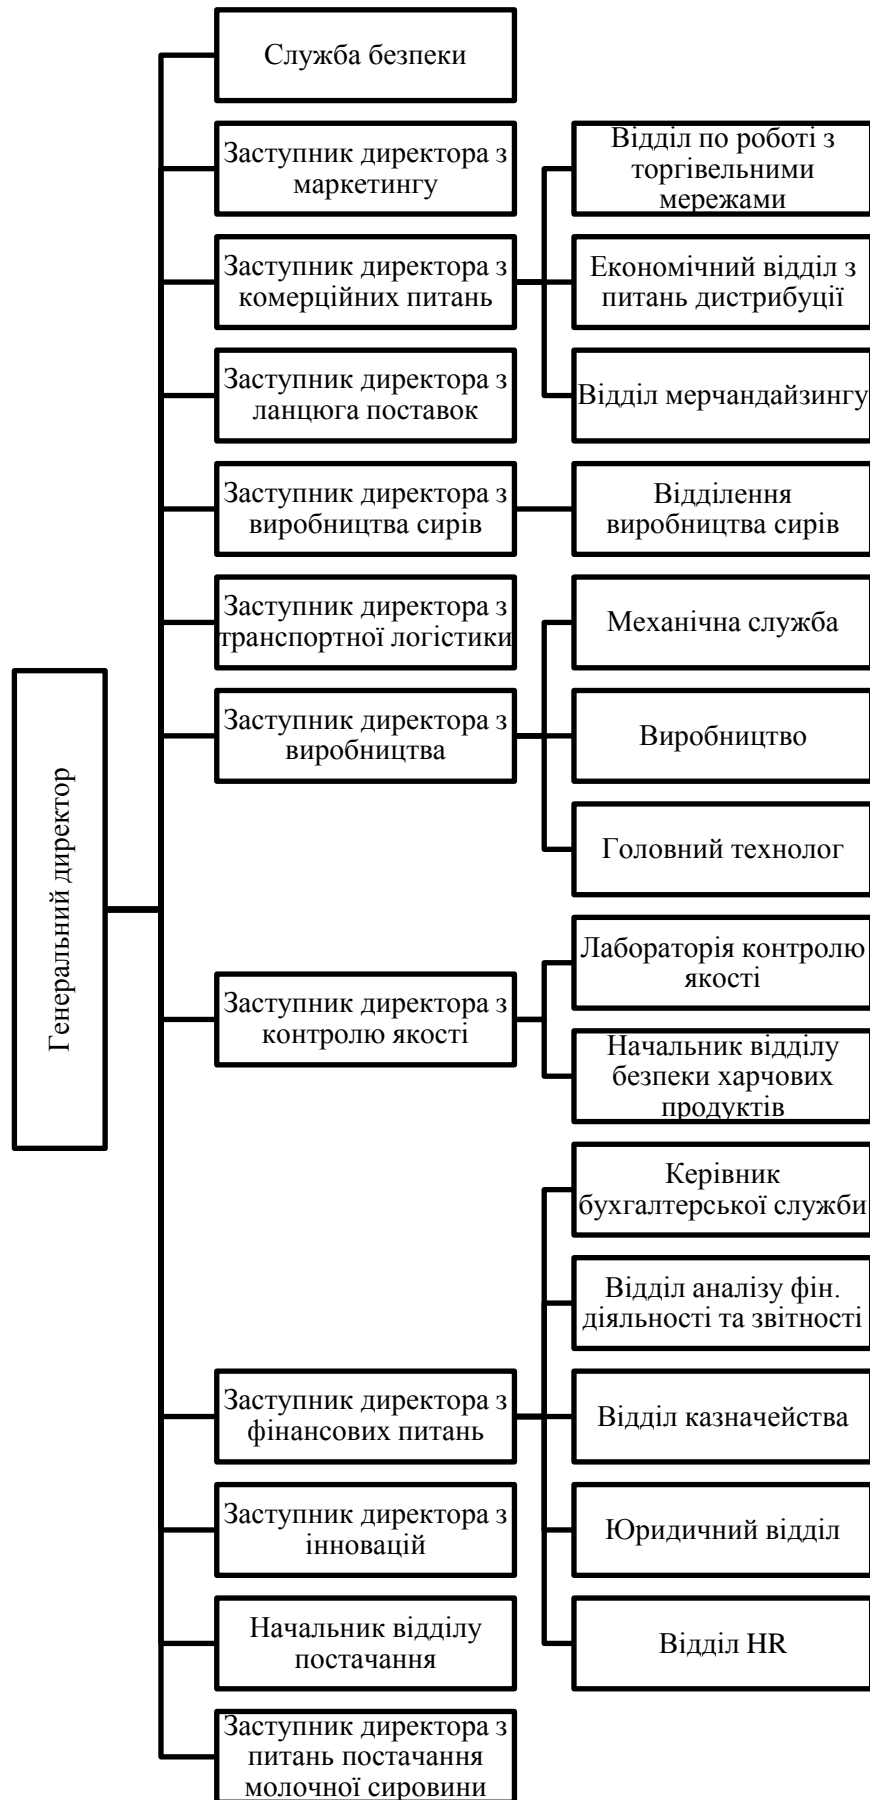 Генеральний директор
Служба безпеки
Заступник директора з
маркетингу
Заступник директора з
комерційних питань
Відділ по роботі з
торгівельними
мережами
Економічний відділ з
питань дистрибуції
Відділ мерчандайзингу
Заступник директора з
ланцюга поставок
Заступник директора з
виробництва сирів
Відділення
виробництва сирів
Заступник директора з
транспортної логістики
Заступник директора з
виробництва
Механічна служба
Виробництво
Головний технолог
Заступник директора з
контролю якості
Лабораторія контролю
якості
Начальник відділу
безпеки харчових
продуктів
Заступник директора з
фінансових питань
Керівник
бухгалтерської служби
Відділ аналізу фін.
діяльності та звітності
Відділ казначейства
Юридичний відділ
Відділ HR
Заступник директора з
інновацій
Начальник відділу
постачання
Заступник директора з
питань постачання
молочної сировини